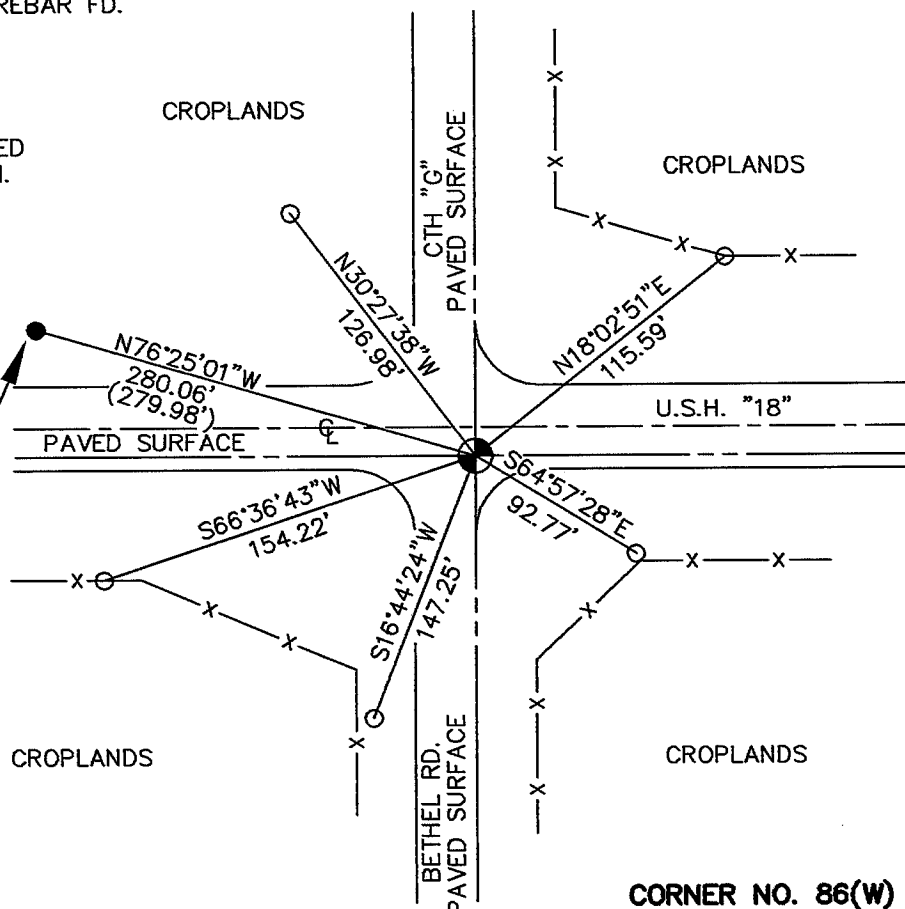 REBAR FD.
CROPLANDS
CTH "G"
PAVED SURFACE
CROPLANDS
N30°27'38"W
126.98'
N18°02'51"E
115.59'
N76°25'01"W
280.06'
(279.98')
U.S.H. "18"
℄
PAVED SURFACE
S66°36'43"W
154.22'
S64°57'28"E
92.77'
S16°44'24"W
147.25'
CROPLANDS
CROPLANDS
BETHEL RD.
PAVED SURFACE
CORNER NO. 86(W)